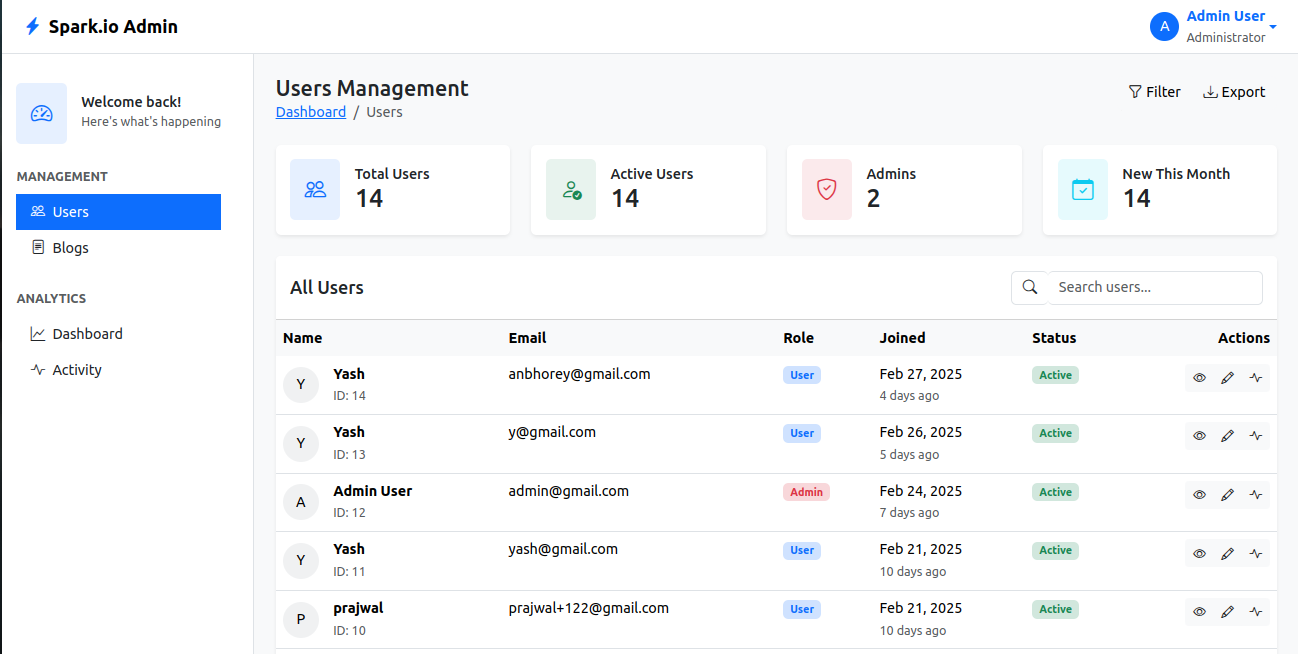 Spark.io Admin
A
Admin User
Administrator
Welcome back!
Here's what's happening
MANAGEMENT
Users
Blogs
ANALYTICS
Dashboard
Activity
Users Management
Dashboard / Users
Filter
Export
Total Users
14
Active Users
14
Admins
2
New This Month
14
All Users
Search users...
Name Email Role Joined Status Actions
Y Yash anbhorey@gmail.com User Feb 27, 2025 Active
ID: 14 4 days ago
Y Yash y@gmail.com User Feb 26, 2025 Active
ID: 13 5 days ago
A Admin User admin@gmail.com Admin Feb 24, 2025 Active
ID: 12 7 days ago
Y Yash yash@gmail.com User Feb 21, 2025 Active
ID: 11 10 days ago
P prajwal prajwal+122@gmail.com User Feb 21, 2025 Active
ID: 10 10 days ago